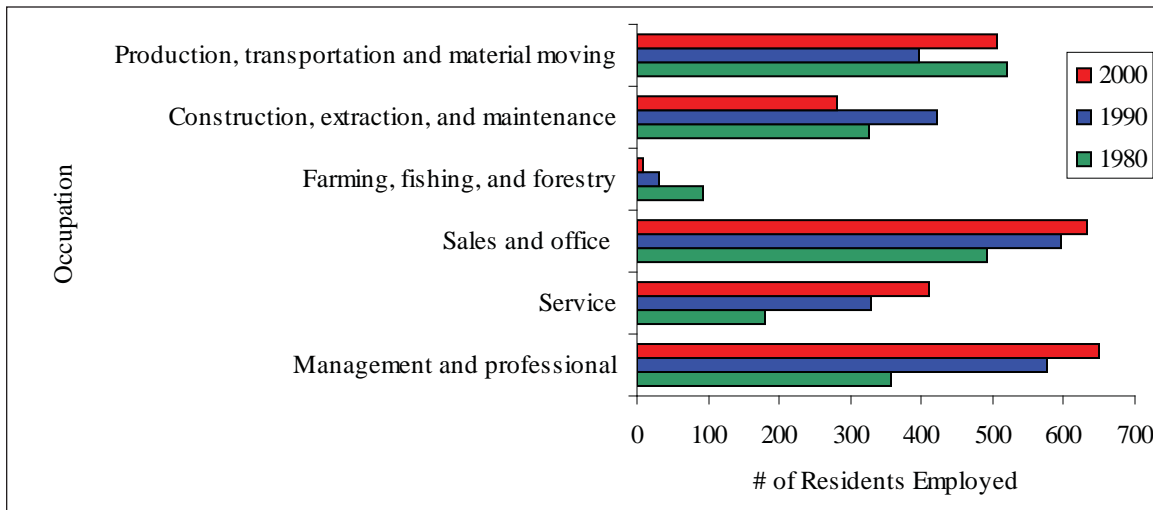 Production, transportation and material moving
Construction, extraction, and maintenance
Farming, fishing, and forestry
Sales and office
Service
Management and professional
Occupation
0 100 200 300 400 500 600 700
# of Residents Employed
2000
1990
1980